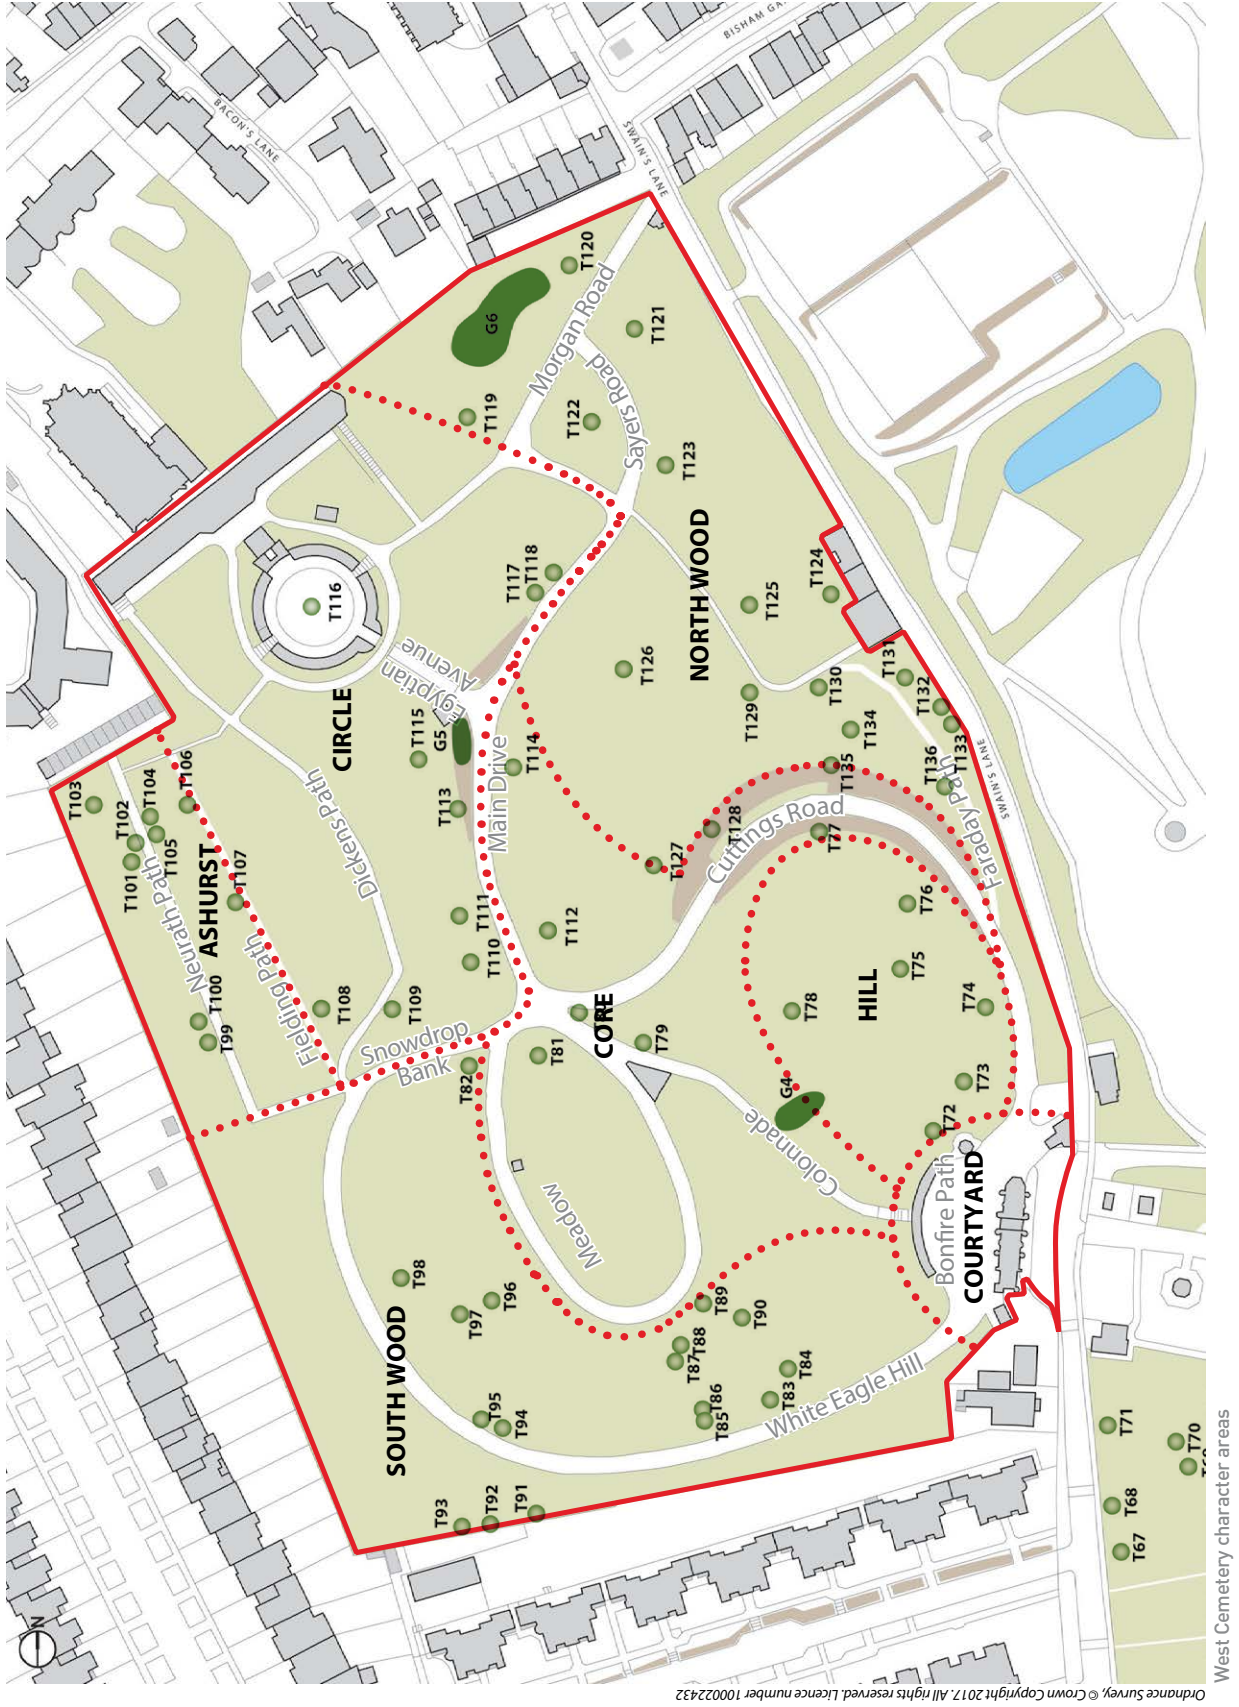 N
BISHAM GA
SWAIN'S LANE
BACON'S LANE
T120
G6
Morgan Road
T121
T119
T122
Sayers Road
T123
T116
T117
T118
NORTH WOOD
T124
T125
T126
Egyptian
Avenue
CIRCLE
T115
G5
T114
T113
Main Drive
T129
T130
T131
T132
T133
T134
T135
T136
SWAIN'S LANE
Faraday Path
T103
T102
T104
T106
T101
T105
Neurath Path
ASHURST
T107
Fielding Path
Dickens Path
T100
T99
T108
T109
T111
T110
T112
T127
T128
Cuttings Road
T77
T76
T75
HILL
T78
T74
T73
T72
CORE
T79
T81
Snowdrop
Bank
T82
G4
Colonnade
Meadow
Bonfire Path
COURTYARD
T98
T97
T96
SOUTH WOOD
T95
T94
T93
T92
T91
T89
T90
T88
T87
T86
T85
T84
T83
White Eagle Hill
T71
T70
T68
T67
West Cemetery character areas
Ordnance Survey, © Crown Copyright 2017. All rights reserved. Licence number 100022432